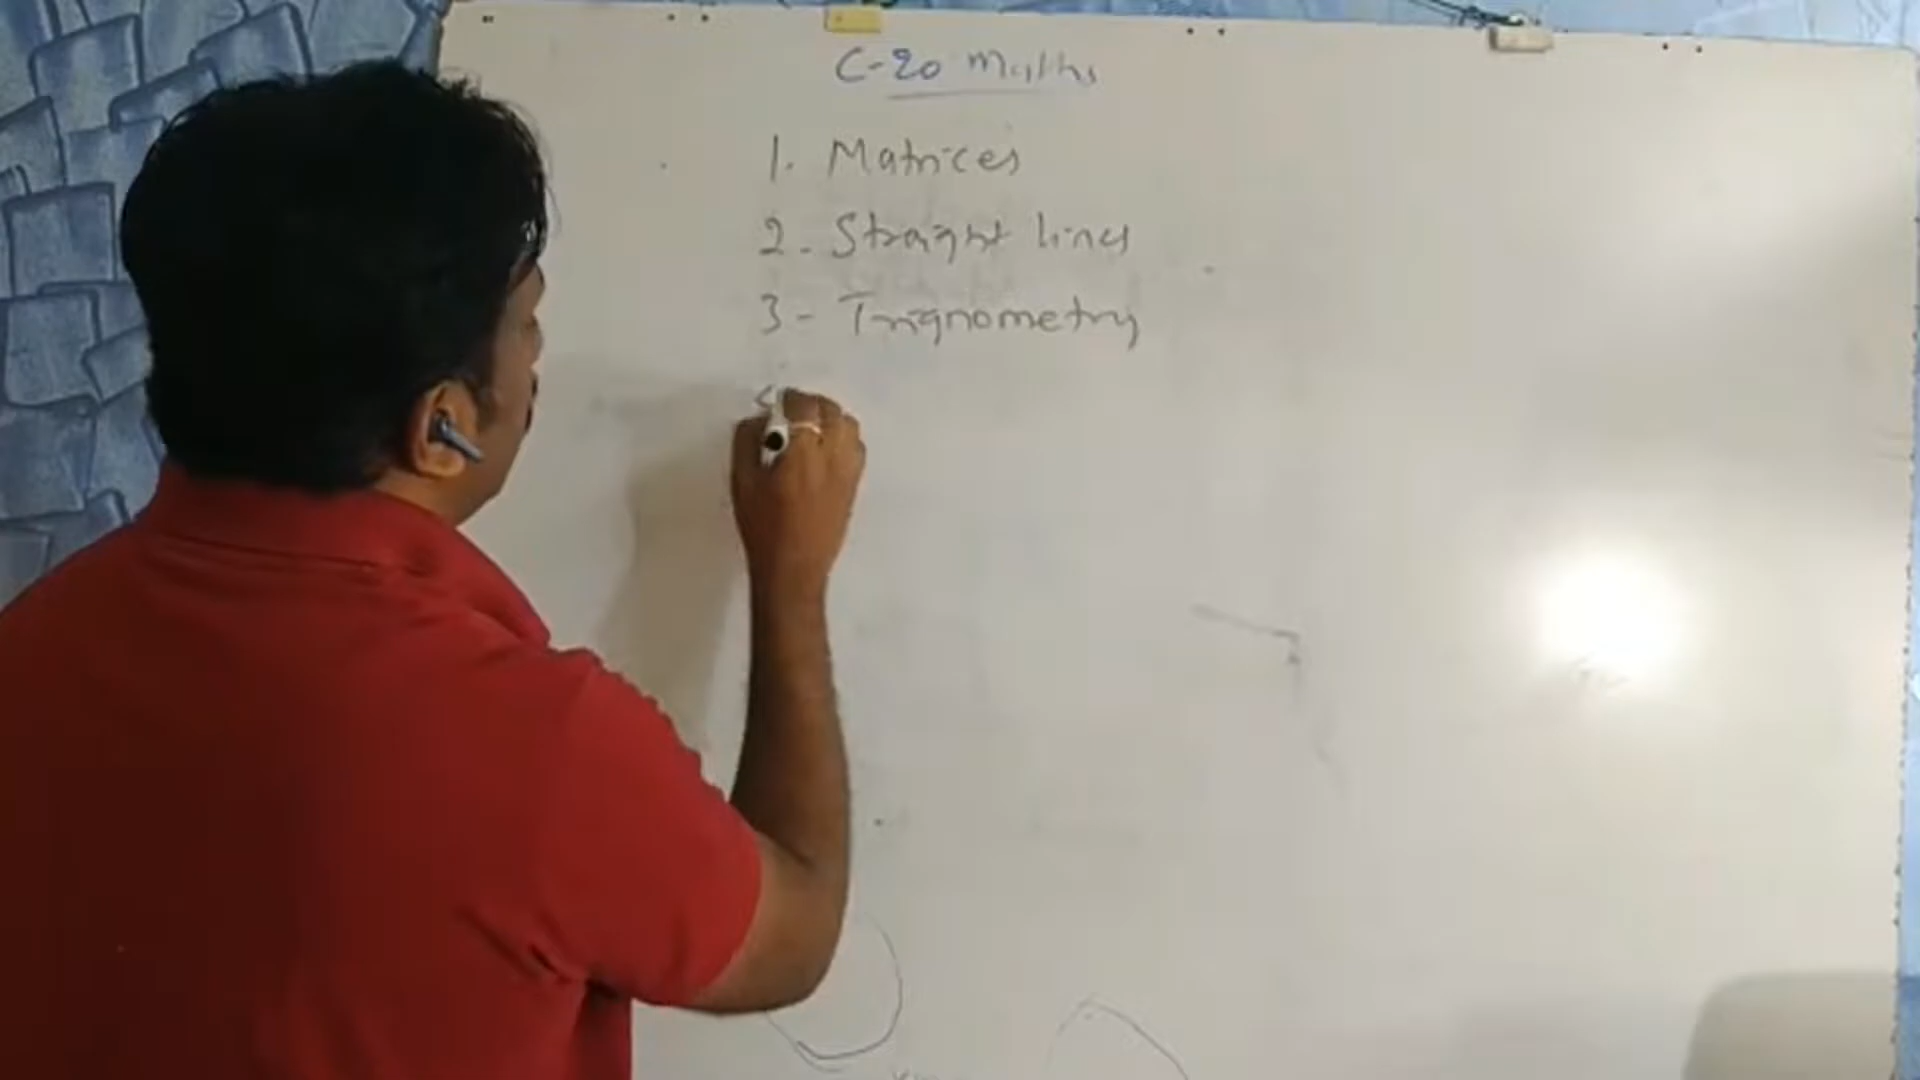 C-20 Maths
1. Matrices
2. Straight lines
3- Trignometry